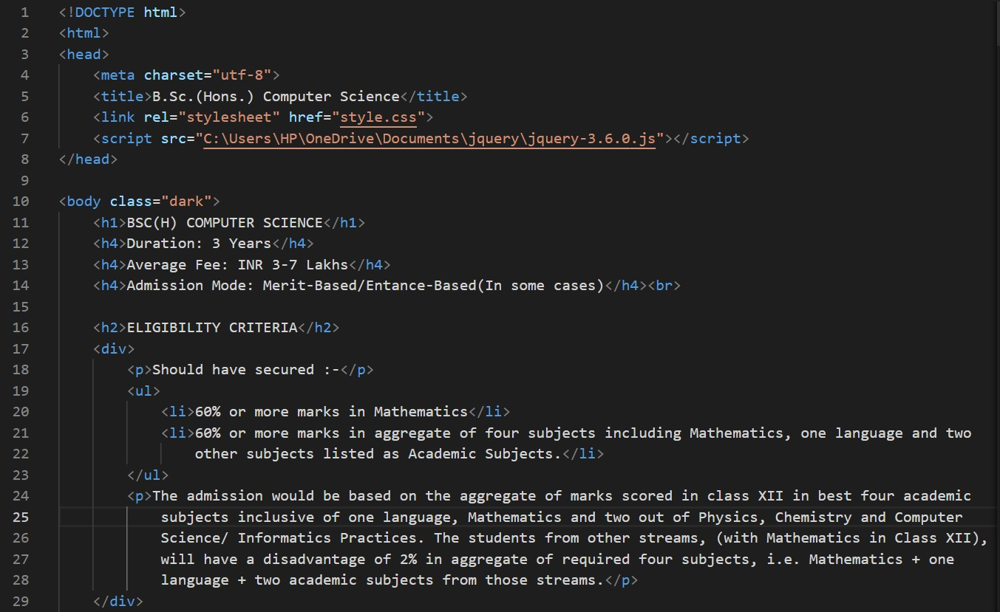 1 <!DOCTYPE html>
2 <html>
3 <head>
4     <meta charset="utf-8">
5     <title>B.Sc.(Hons.) Computer Science</title>
6     <link rel="stylesheet" href="style.css">
7     <script src="C:\Users\HP\OneDrive\Documents\jquery\jquery-3.6.0.js"></script>
8 </head>
9
10 <body class="dark">
11     <h1>BSC(H) COMPUTER SCIENCE</h1>
12     <h4>Duration: 3 Years</h4>
13     <h4>Average Fee: INR 3-7 Lakhs</h4>
14     <h4>Admission Mode: Merit-Based/Entance-Based(In some cases)</h4><br>
15
16     <h2>ELIGIBILITY CRITERIA</h2>
17     <div>
18         <p>Should have secured :-</p>
19         <ul>
20             <li>60% or more marks in Mathematics</li>
21             <li>60% or more marks in aggregate of four subjects including Mathematics, one language and two
22                 other subjects listed as Academic Subjects.</li>
23         </ul>
24         <p>The admission would be based on the aggregate of marks scored in class XII in best four academic
25             subjects inclusive of one language, Mathematics and two out of Physics, Chemistry and Computer
26             Science/ Informatics Practices. The students from other streams, (with Mathematics in Class XII),
27             will have a disadvantage of 2% in aggregate of required four subjects, i.e. Mathematics + one
28             language + two academic subjects from those streams.</p>
29     </div>